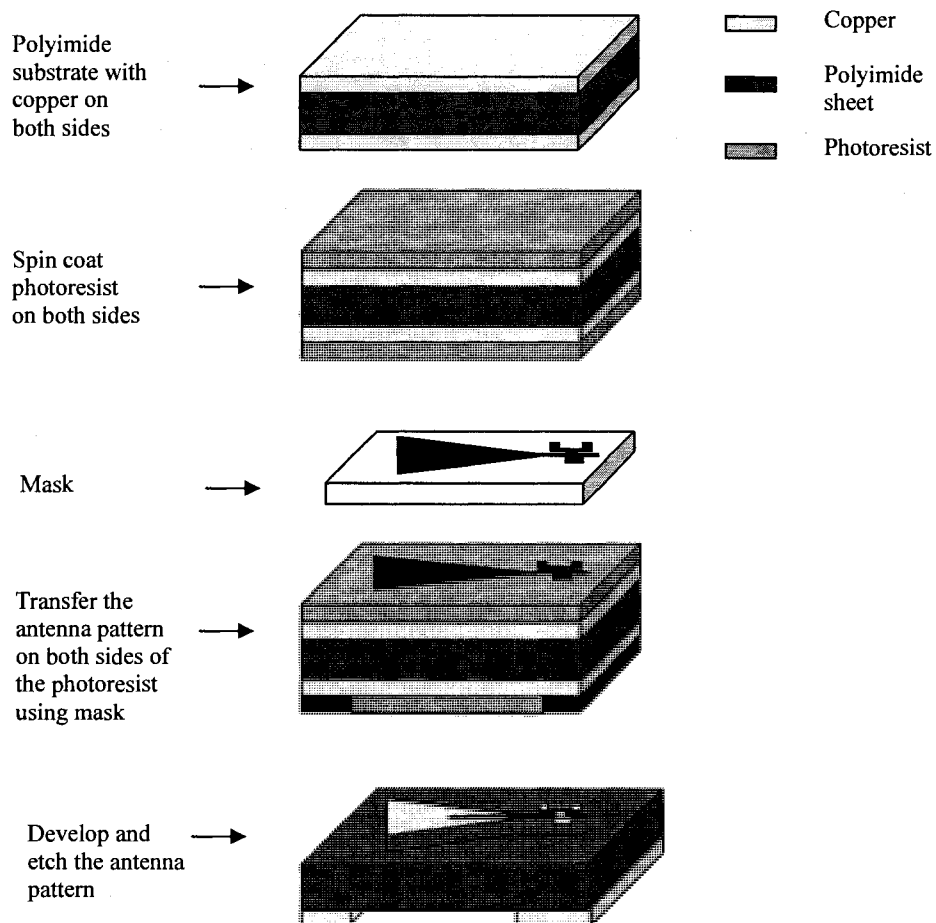 Polyimide
substrate with
copper on
both sides
Copper
Polyimide
sheet
Photoresist
Spin coat
photoresist
on both sides
Mask
Transfer the
antenna pattern
on both sides of
the photoresist
using mask
Develop and
etch the antenna
pattern